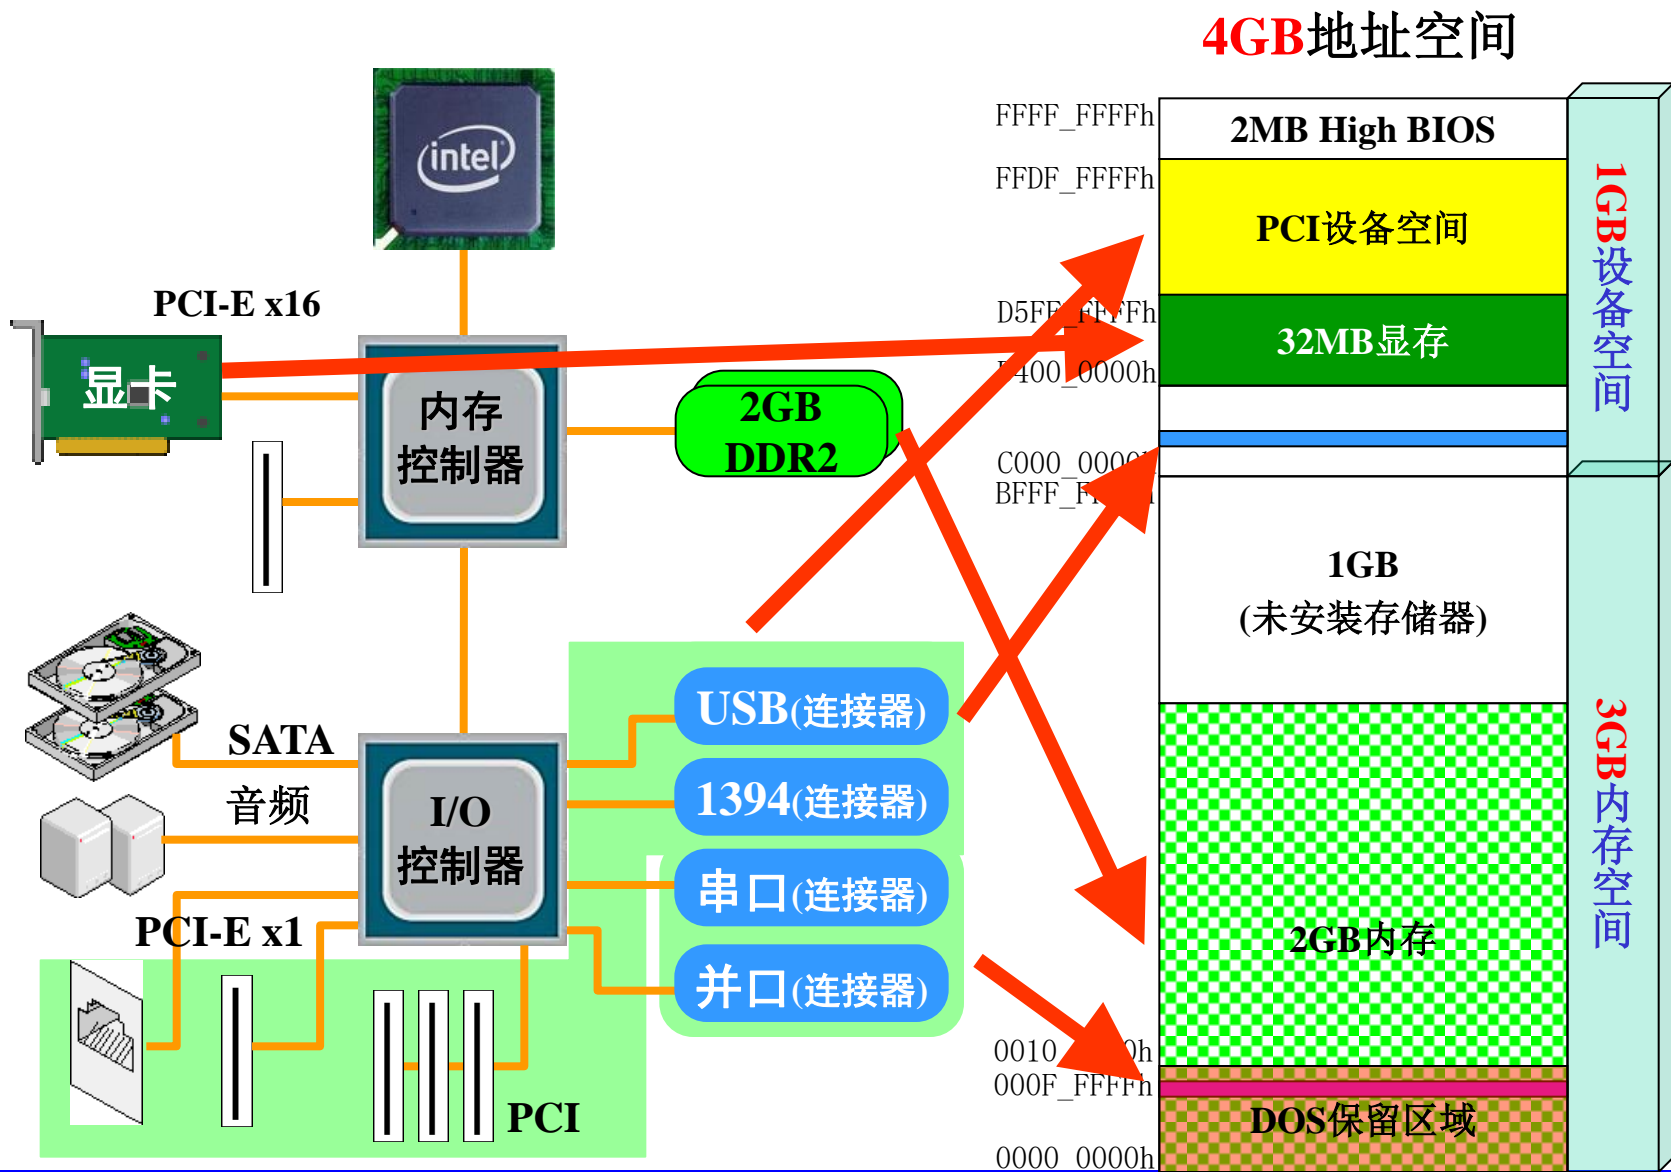 4GB地址空间
intel
PCI-E x16
显卡
内存
控制器
2GB
DDR2
SATA
音频
I/O
控制器
PCI-E x1
PCI
USB(连接器)
1394(连接器)
串口(连接器)
并口(连接器)
FFFF_FFFFh
2MB High BIOS
FFDF_FFFFh
PCI设备空间
D5FF_FFFFh
32MB显存
400_0000h
C000_0000h
BFFF_F
1GB
(未安装存储器)
2GB内存
0010
000F_FFFFh
DOS保留区域
0000_0000h
1GB设备空间
3GB内存空间